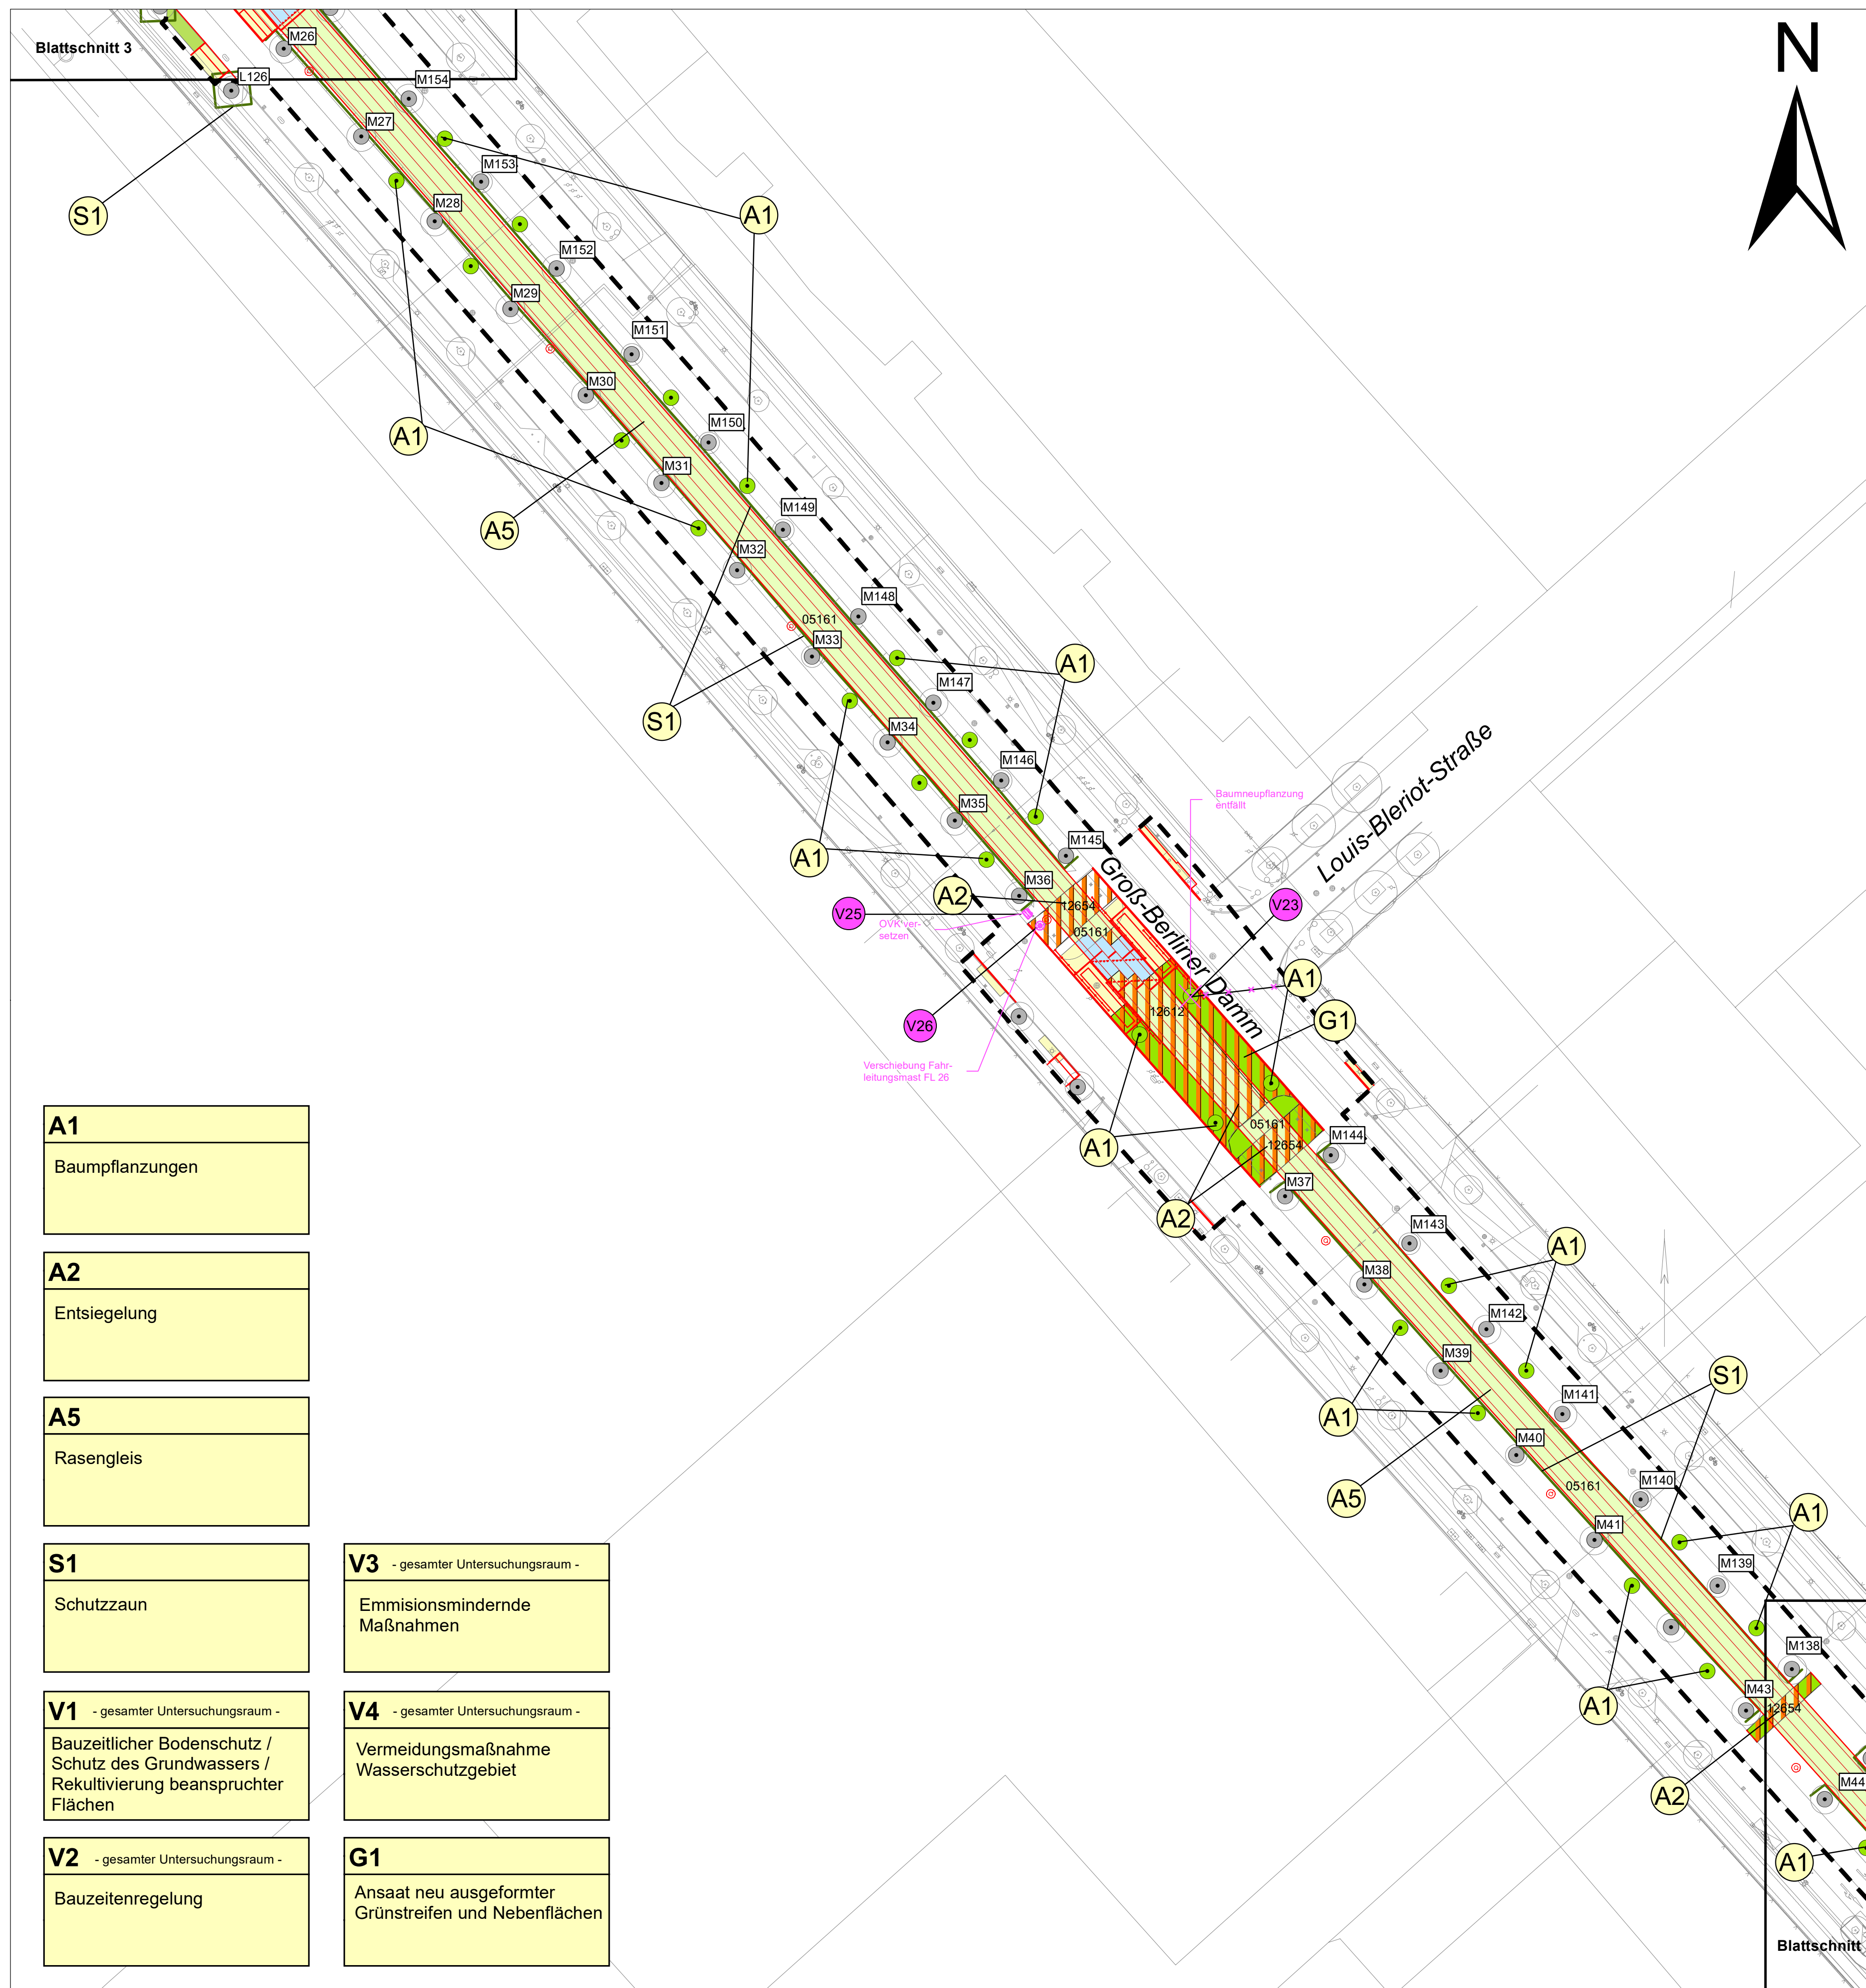 Blattschnitt 3
N
M26
L126
M154
M27
M153
S1
M28
A1
M152
M29
M151
M30
M150
A1
M31
A5
M149
M32
M148
05161
M33
A1
M147
S1
M34
M146
Louis-Bleriot-Straße
M35
Baumneupflanzung
entfällt
M145
A1
M36
Groß-Berliner Damm
A2
12654
V25
V23
OVK ver-
setzen
05161
A1
12612
V26
G1
Verschiebung Fahr-
leitungsmast FL 26
05161
M144
12654
A1
M37
A2
M143
A1
M38
M142
M39
S1
M141
A1
M40
M140
05161
A5
A1
M41
M139
M138
M43
A1
12654
M44
A2
A1
Blattschnitt
A1
Baumpflanzungen
A2
Entsiegelung
A5
Rasengleis
S1
Schutzzaun
V3 - gesamter Untersuchungsraum -
Emmisionsmindernde
Maßnahmen
V1 - gesamter Untersuchungsraum -
Bauzeitlicher Bodenschutz /
Schutz des Grundwassers /
Rekultivierung beanspruchter
Flächen
V4 - gesamter Untersuchungsraum -
Vermeidungsmaßnahme
Wasserschutzgebiet
V2 - gesamter Untersuchungsraum -
Bauzeitenregelung
G1
Ansaat neu ausgeformter
Grünstreifen und Nebenflächen